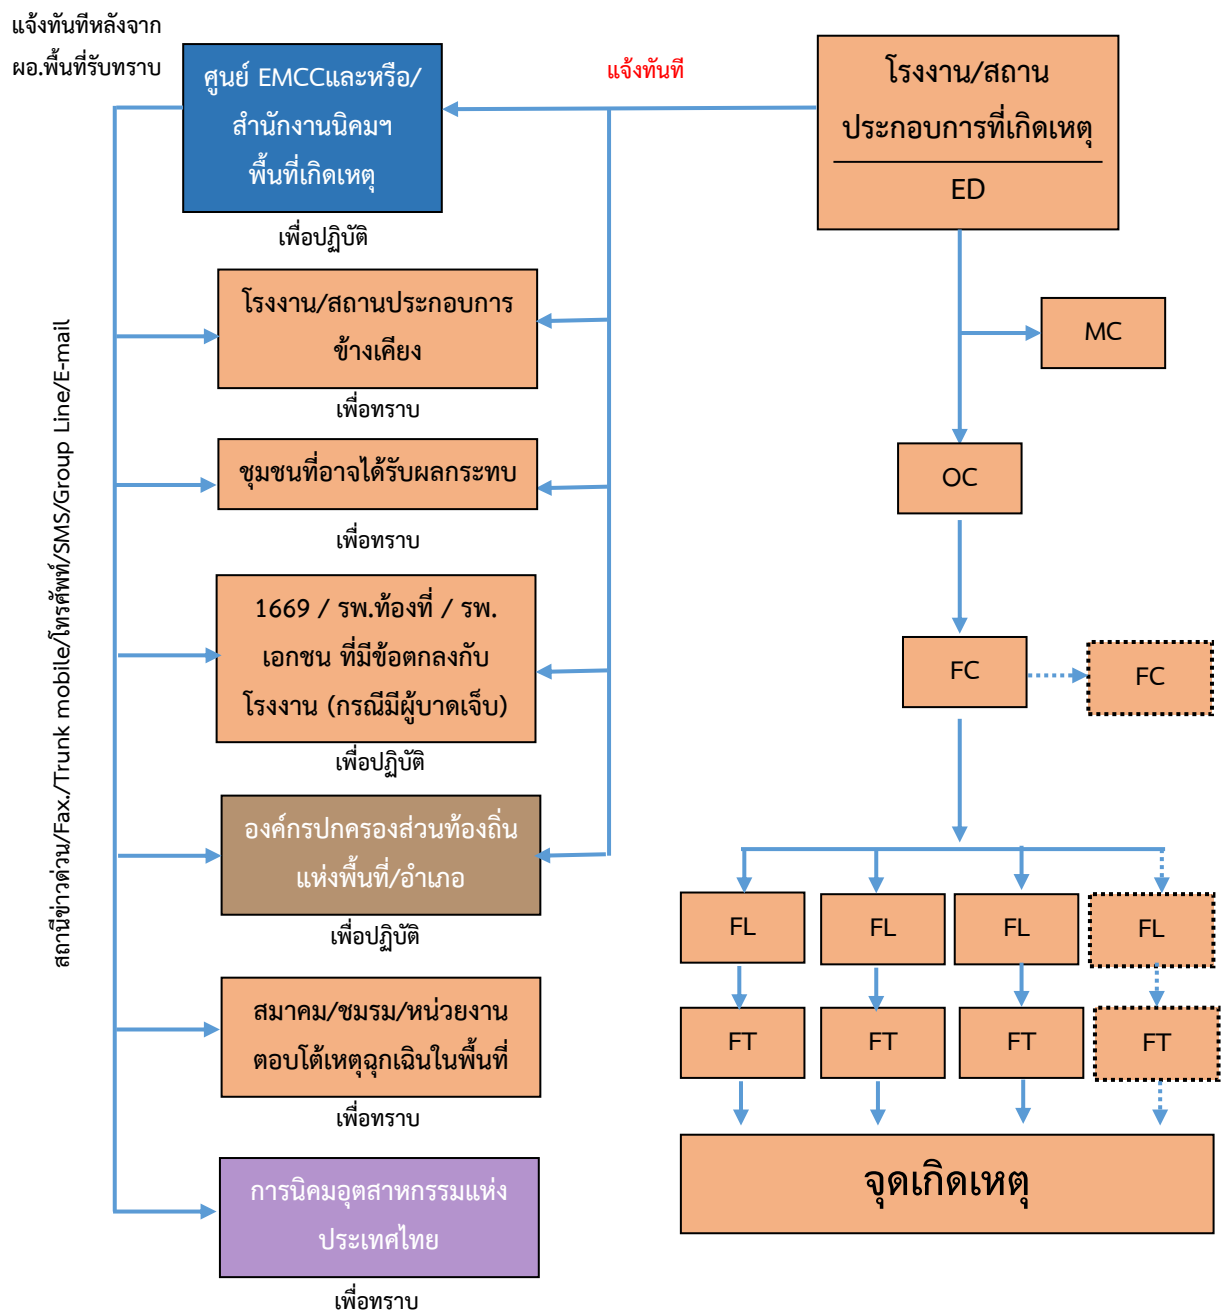 แจ้งทันทีหลังจาก
ผอ.พื้นที่รับทราบ
ศูนย์ EMCCและหรือ/
สำนักงานนิคมฯ
พื้นที่เกิดเหตุ
เพื่อปฏิบัติ
แจ้งทันที
โรงงาน/สถาน
ประกอบการที่เกิดเหตุ
ED
สถานีข่าวด่วน/Fax./Trunk mobile/โทรศัพท์/SMS/Group Line/E-mail
โรงงาน/สถานประกอบการ
ข้างเคียง
เพื่อทราบ
ชุมชนที่อาจได้รับผลกระทบ
เพื่อทราบ
1669 / รพ.ท้องที่ / รพ.
เอกชน ที่มีข้อตกลงกับ
โรงงาน (กรณีมีผู้บาดเจ็บ)
เพื่อปฏิบัติ
องค์กรปกครองส่วนท้องถิ่น
แห่งพื้นที่/อำเภอ
เพื่อปฏิบัติ
สมาคม/ชมรม/หน่วยงาน
ตอบโต้เหตุฉุกเฉินในพื้นที่
เพื่อทราบ
การนิคมอุตสาหกรรมแห่ง
ประเทศไทย
เพื่อทราบ
MC
OC
FC
FC
FL
FL
FL
FL
FT
FT
FT
FT
จุดเกิดเหตุ